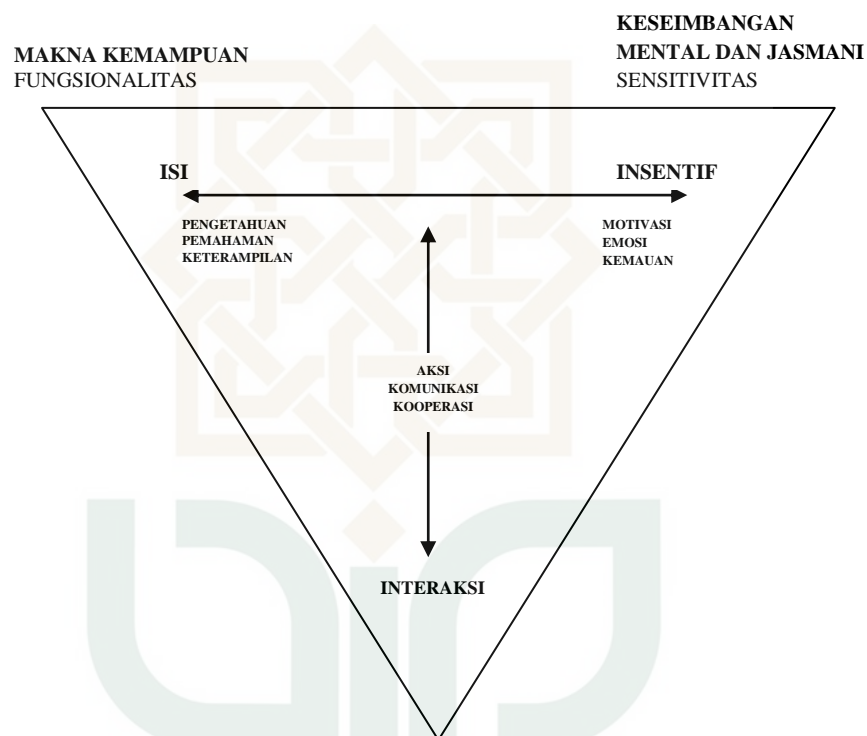 MAKNA KEMAMPUAN
FUNGSIONALITAS
KESEIMBANGAN
MENTAL DAN JASMANI
SENSITIVITAS
ISI
INSENTIF
PENGETAHUAN
PEMAHAMAN
KETERAMPILAN
MOTIVASI
EMOSI
KEMAUAN
AKSI
KOMUNIKASI
KOOPERASI
INTERAKSI